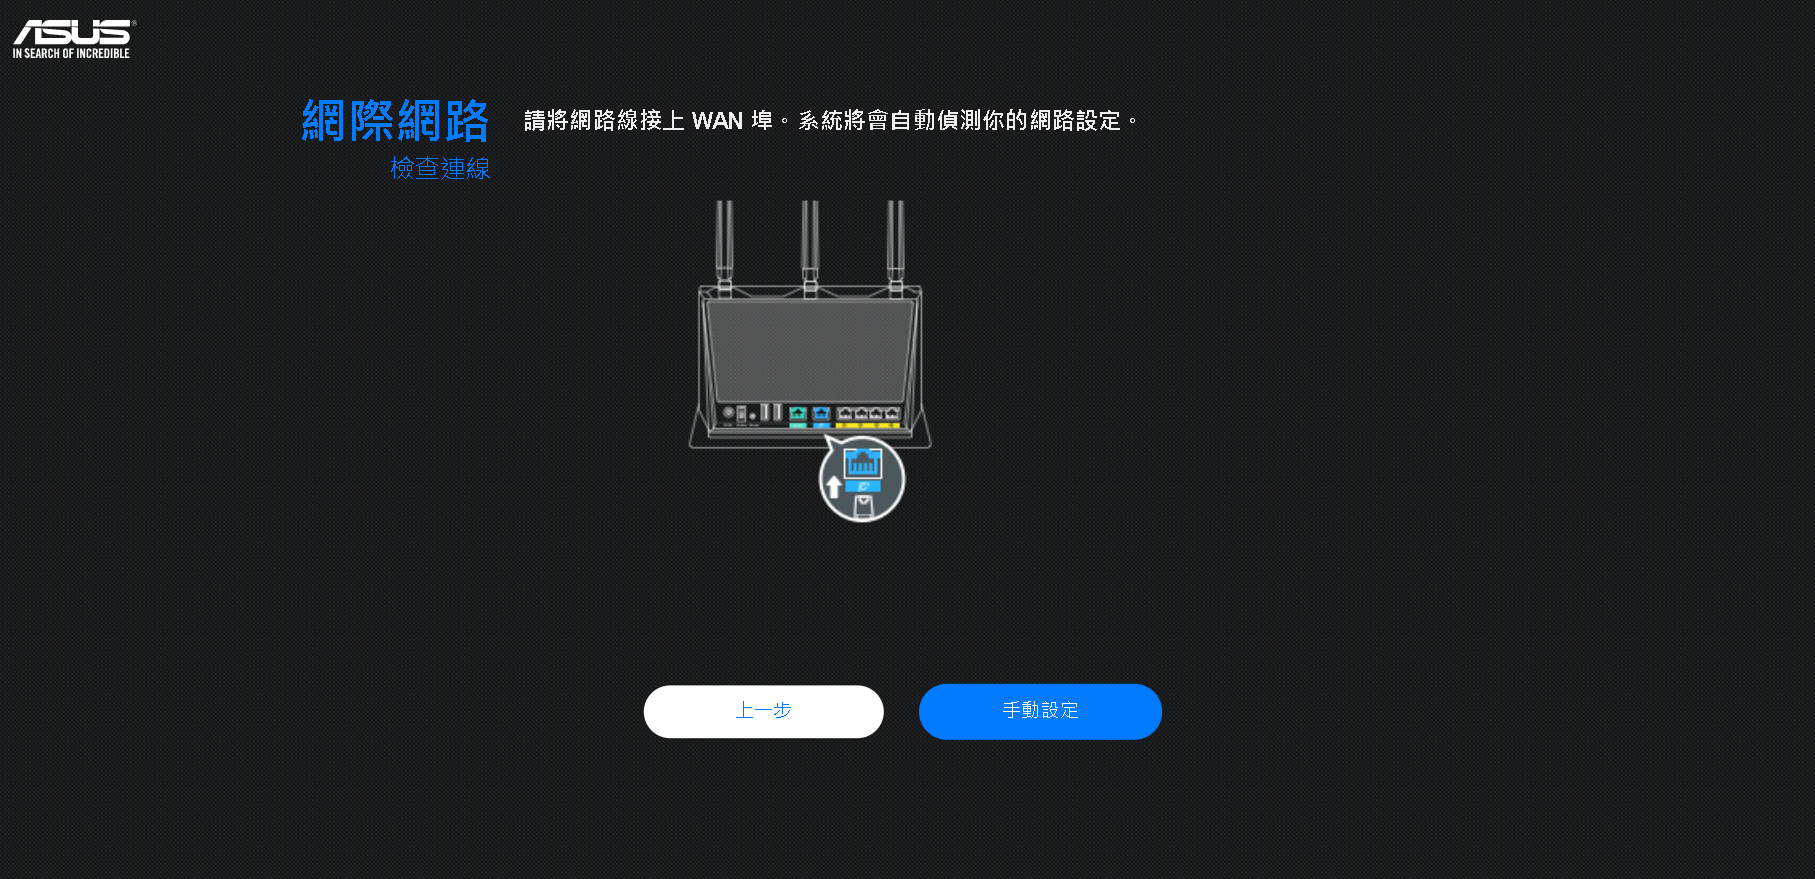 ASUS
IN SEARCH OF INCREDIBLE
網際網路
檢查連線
請將網路線接上 WAN 埠。系統將會自動偵測你的網路設定。
上一步
手動設定